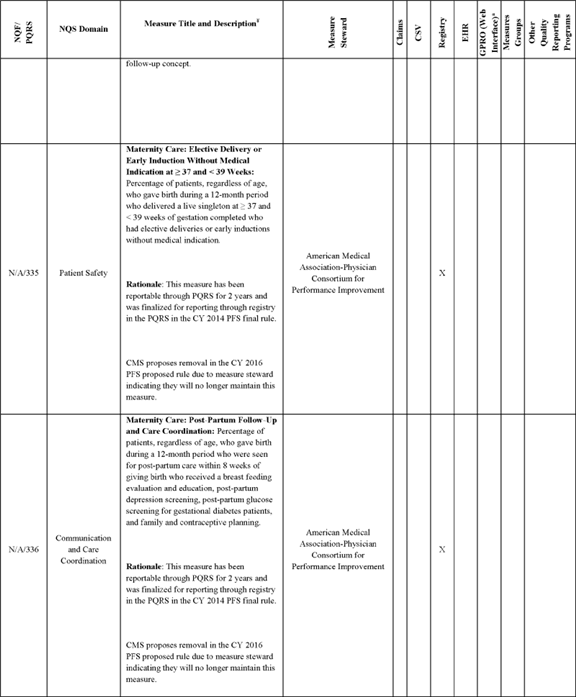 NQF/
PQRS
NQS Domain
Measure Title and Description¥
Measure
Steward
Claims
CSV
Registry
EHR
GPRO (Web
Interface)*
Measures
Groups
Other
Quality
Reporting
Programs
follow-up concept.
N/A/335
Patient Safety
Maternity Care: Elective Delivery or
Early Induction Without Medical
Indication at ≥ 37 and < 39 Weeks:
Percentage of patients, regardless of age,
who gave birth during a 12-month period
who delivered a live singleton at ≥ 37 and
< 39 weeks of gestation completed who
had elective deliveries or early inductions
without medical indication.
Rationale: This measure has been
reportable through PQRS for 2 years and
was finalized for reporting through registry
in the PQRS in the CY 2014 PFS final rule.
CMS proposes removal in the CY 2016
PFS proposed rule due to measure steward
indicating they will no longer maintain this
measure.
American Medical
Association-Physician
Consortium for
Performance Improvement
X
N/A/336
Communication
and Care
Coordination
Maternity Care: Post-Partum Follow-Up
and Care Coordination: Percentage of
patients, regardless of age, who gave birth
during a 12-month period who were seen
for post-partum care within 8 weeks of
giving birth who received a breast feeding
evaluation and education, post-partum
depression screening, post-partum glucose
screening for gestational diabetes patients,
and family and contraceptive planning.
Rationale: This measure has been
reportable through PQRS for 2 years and
was finalized for reporting through registry
in the PQRS in the CY 2014 PFS final rule.
CMS proposes removal in the CY 2016
PFS proposed rule due to measure steward
indicating they will no longer maintain this
measure.
American Medical
Association-Physician
Consortium for
Performance Improvement
X